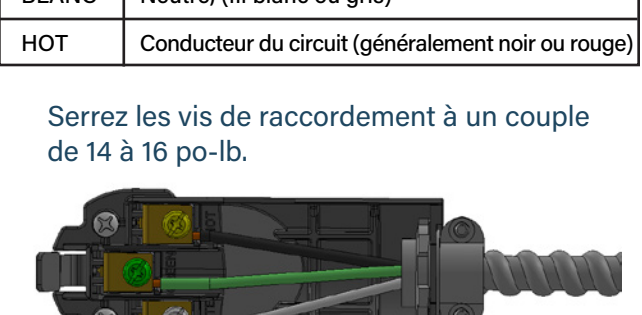 BLANC Neutre, (fil blanc ou gris)
HOT Conducteur du circuit (généralement noir ou rouge)
Serrez les vis de raccordement à un couple
de 14 à 16 po-lb.